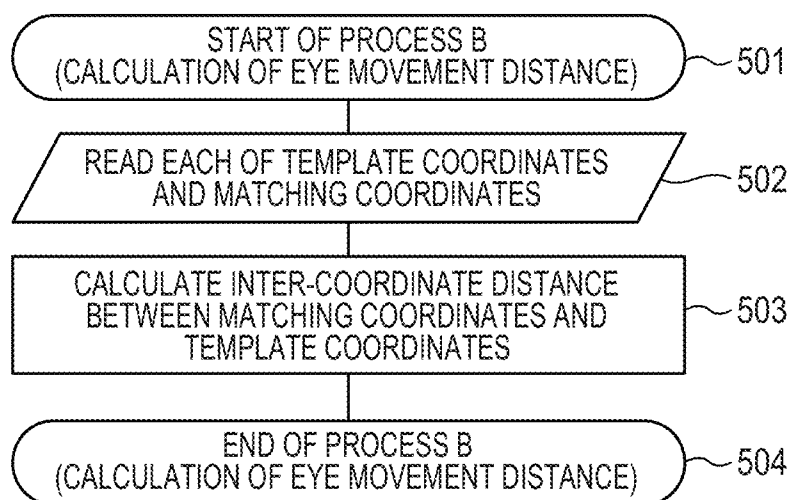 START OF PROCESS B
(CALCULATION OF EYE MOVEMENT DISTANCE)
501
READ EACH OF TEMPLATE COORDINATES
AND MATCHING COORDINATES
502
CALCULATE INTER-COORDINATE DISTANCE
BETWEEN MATCHING COORDINATES AND
TEMPLATE COORDINATES
503
END OF PROCESS B
(CALCULATION OF EYE MOVEMENT DISTANCE)
504